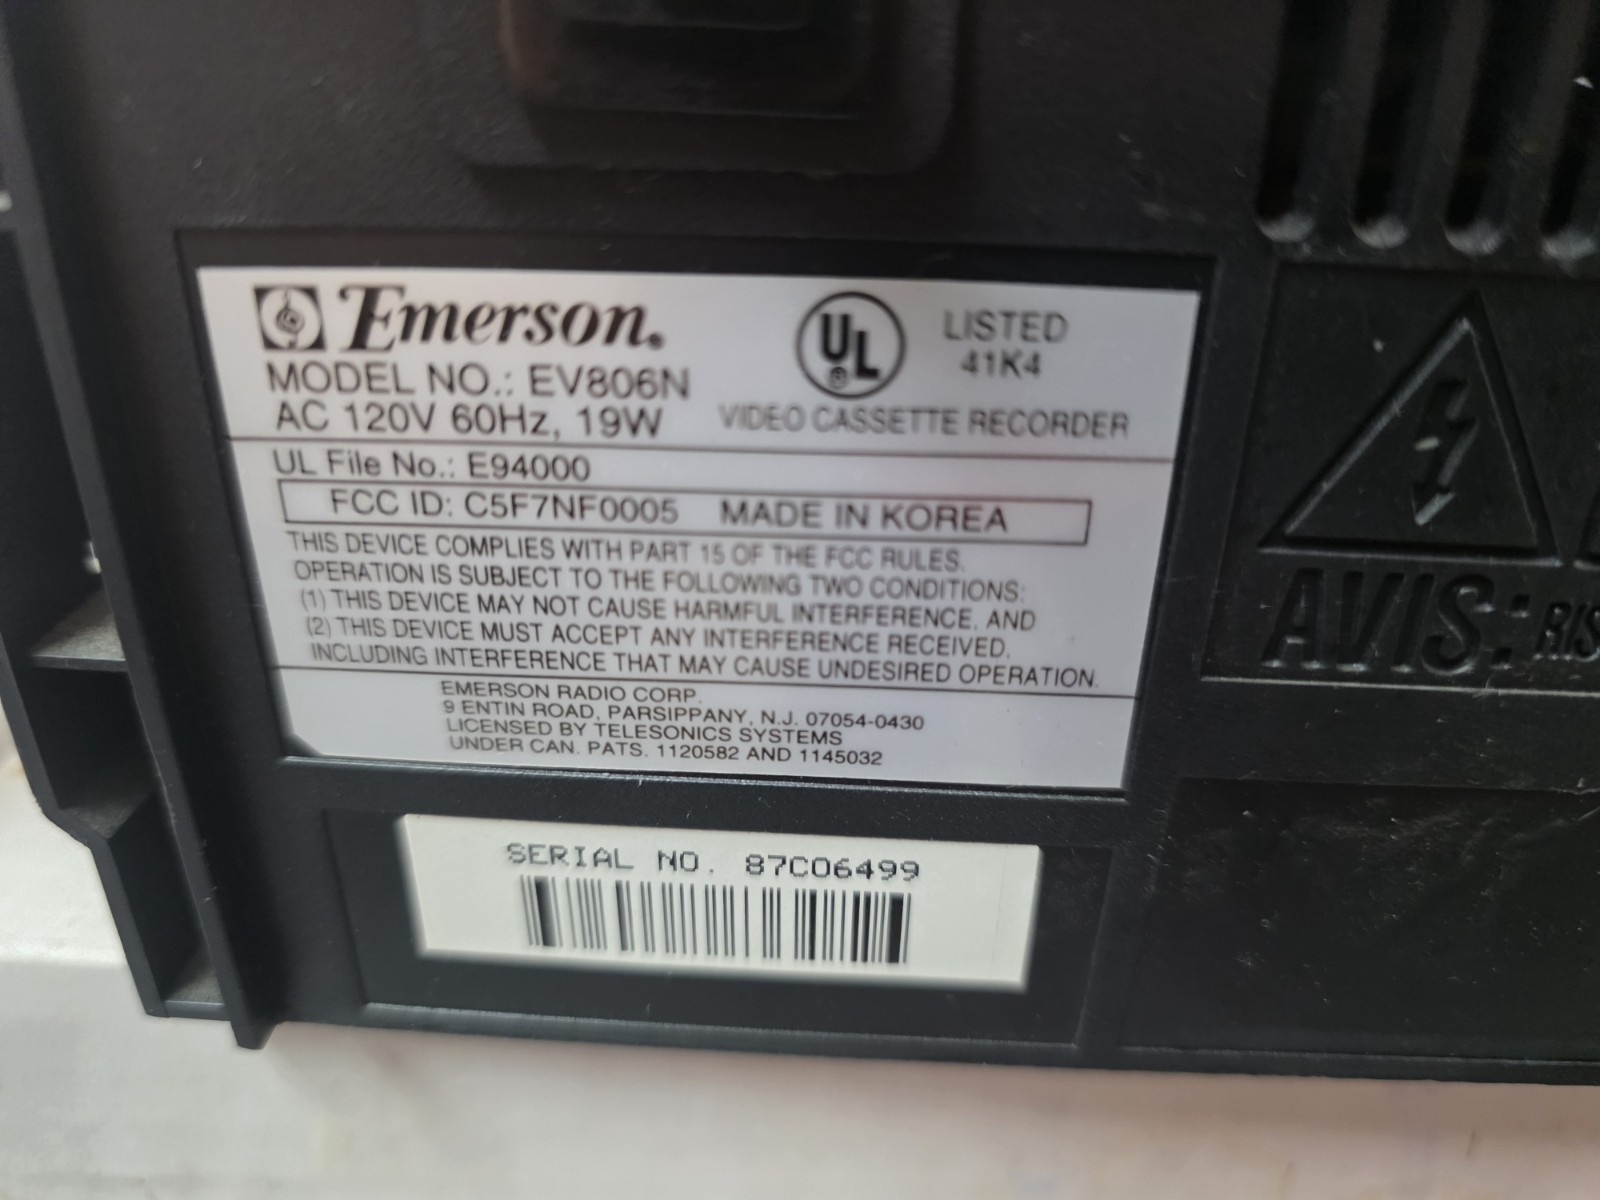 Emerson.
MODEL NO.: EV806N
AC 120V 60Hz, 19W
UL
LISTED
41K4
VIDEO CASSETTE RECORDER
UL File No.: E94000
FCC ID: C5F7NF0005 MADE IN KOREA
THIS DEVICE COMPLIES WITH PART 15 OF THE FCC RULES.
OPERATION IS SUBJECT TO THE FOLLOWING TWO CONDITIONS:
(1) THIS DEVICE MAY NOT CAUSE HARMFUL INTERFERENCE, AND
(2) THIS DEVICE MUST ACCEPT ANY INTERFERENCE RECEIVED,
INCLUDING INTERFERENCE THAT MAY CAUSE UNDESIRED OPERATION.
EMERSON RADIO CORP.
9 ENTIN ROAD, PARSIPPANY, N.J. 07054-0430
LICENSED BY TELESONICS SYSTEMS
UNDER CAN. PATS. 1120582 AND 1145032
SERIAL NO. 87C06499
AVIS: